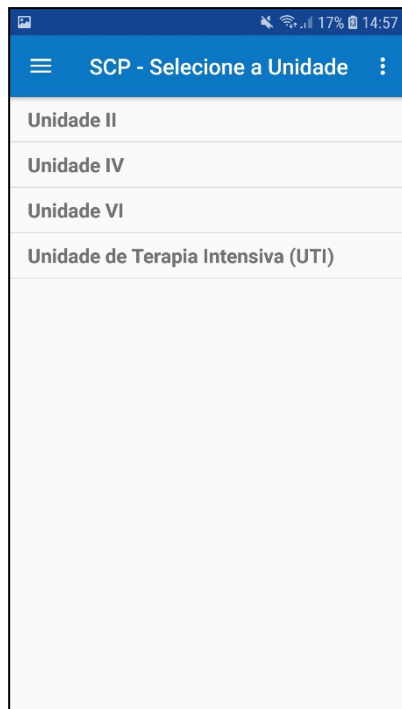 17% 14:57
SCP - Selecione a Unidade
Unidade II
Unidade IV
Unidade VI
Unidade de Terapia Intensiva (UTI)